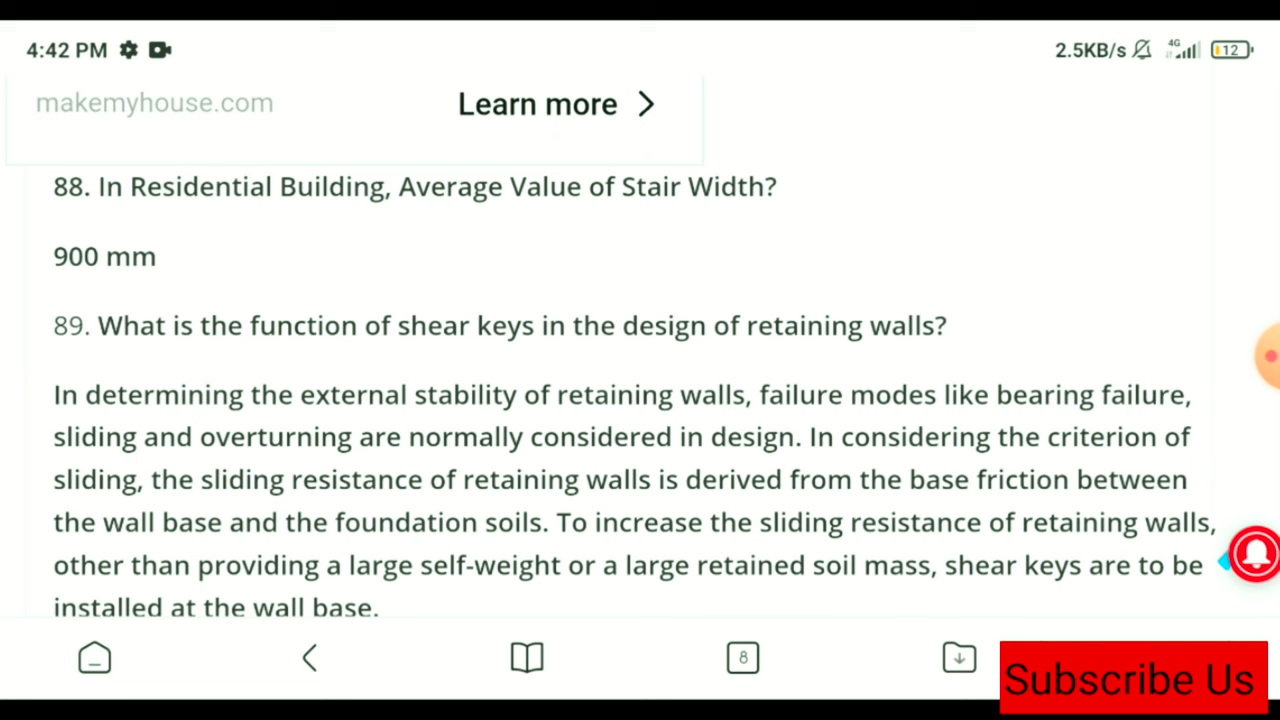 4:42 PM 2.5KB/s 4G 12
makemyhouse.com Learn more
88. In Residential Building, Average Value of Stair Width?
900 mm
89. What is the function of shear keys in the design of retaining walls?
In determining the external stability of retaining walls, failure modes like bearing failure,
sliding and overturning are normally considered in design. In considering the criterion of
sliding, the sliding resistance of retaining walls is derived from the base friction between
the wall base and the foundation soils. To increase the sliding resistance of retaining walls,
other than providing a large self-weight or a large retained soil mass, shear keys are to be
installed at the wall base.
8
Subscribe Us